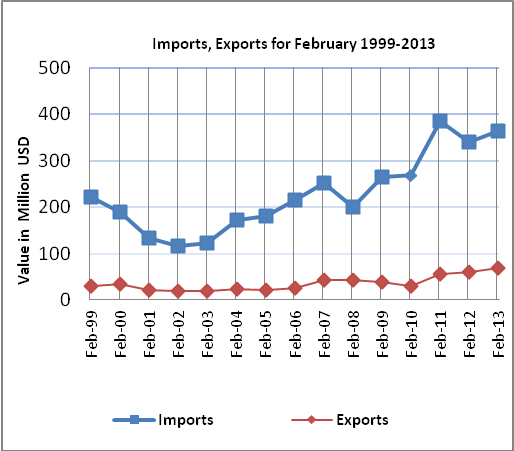 Imports, Exports for February 1999-2013
Value in Million USD
500
400
300
200
100
0
Feb-99
Feb-00
Feb-01
Feb-02
Feb-03
Feb-04
Feb-05
Feb-06
Feb-07
Feb-08
Feb-09
Feb-10
Feb-11
Feb-12
Feb-13
Imports Exports